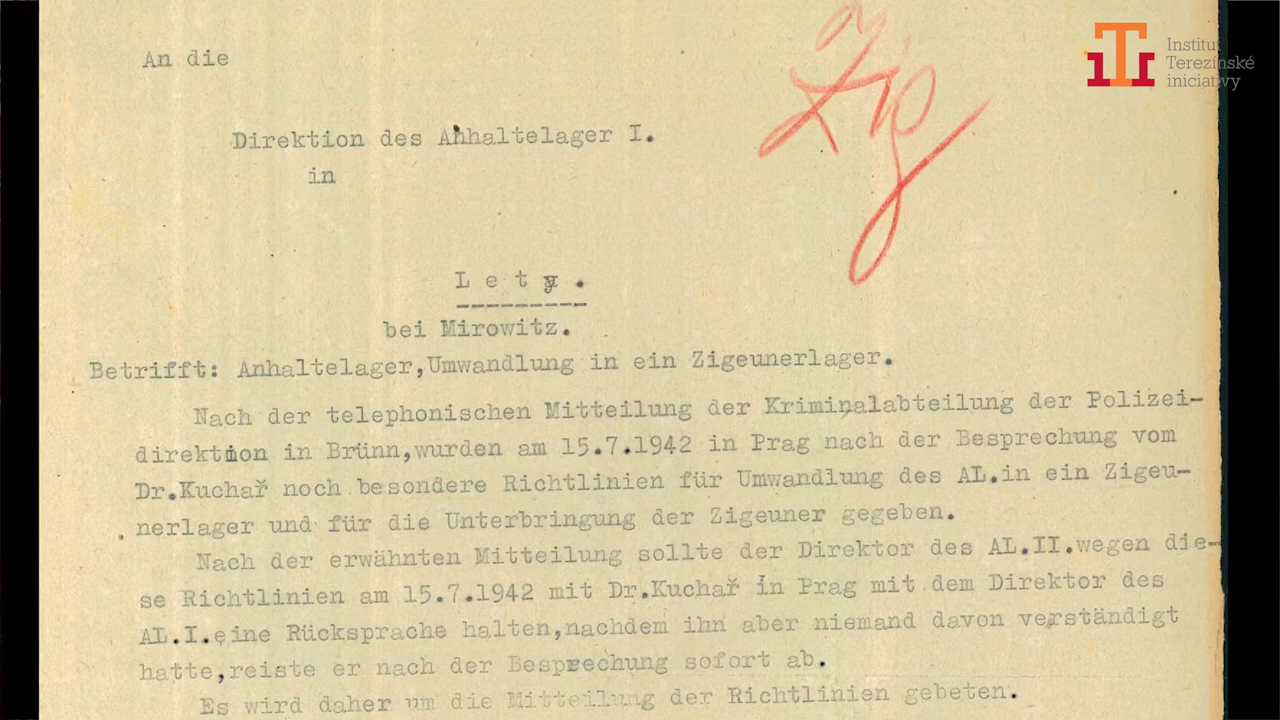 An die
Zig
Institut
Terezínské
iniciativy
Direktion des Anhaltelager I.
in
L e t y .
bei Mirowitz.
Betrifft: Anhaltelager,Umwandlung in ein Zigeunerlager.
Nach der telephonischen Mitteilung der Kriminalabteilung der Polizei-
direktion in Brünn,wurden am 15.7.1942 in Prag nach der Besprechung vom
Dr.Kuchař noch besondere Richtlinien für Umwandlung des AL.in ein Zigeu-
nerlager und für die Unterbringung der Zigeuner gegeben.
Nach der erwähnten Mitteilung sollte der Direktor des AL.II.wegen die-
se Richtlinien am 15.7.1942 mit Dr.Kuchař in Prag mit dem Direktor des
AL.I.eine Rücksprache halten,nachdem ihn aber niemand davon verständigt
hatte,reiste er nach der Besprechung sofort ab.
Es wird daher um die Mitteilung der Richtlinien gebeten.